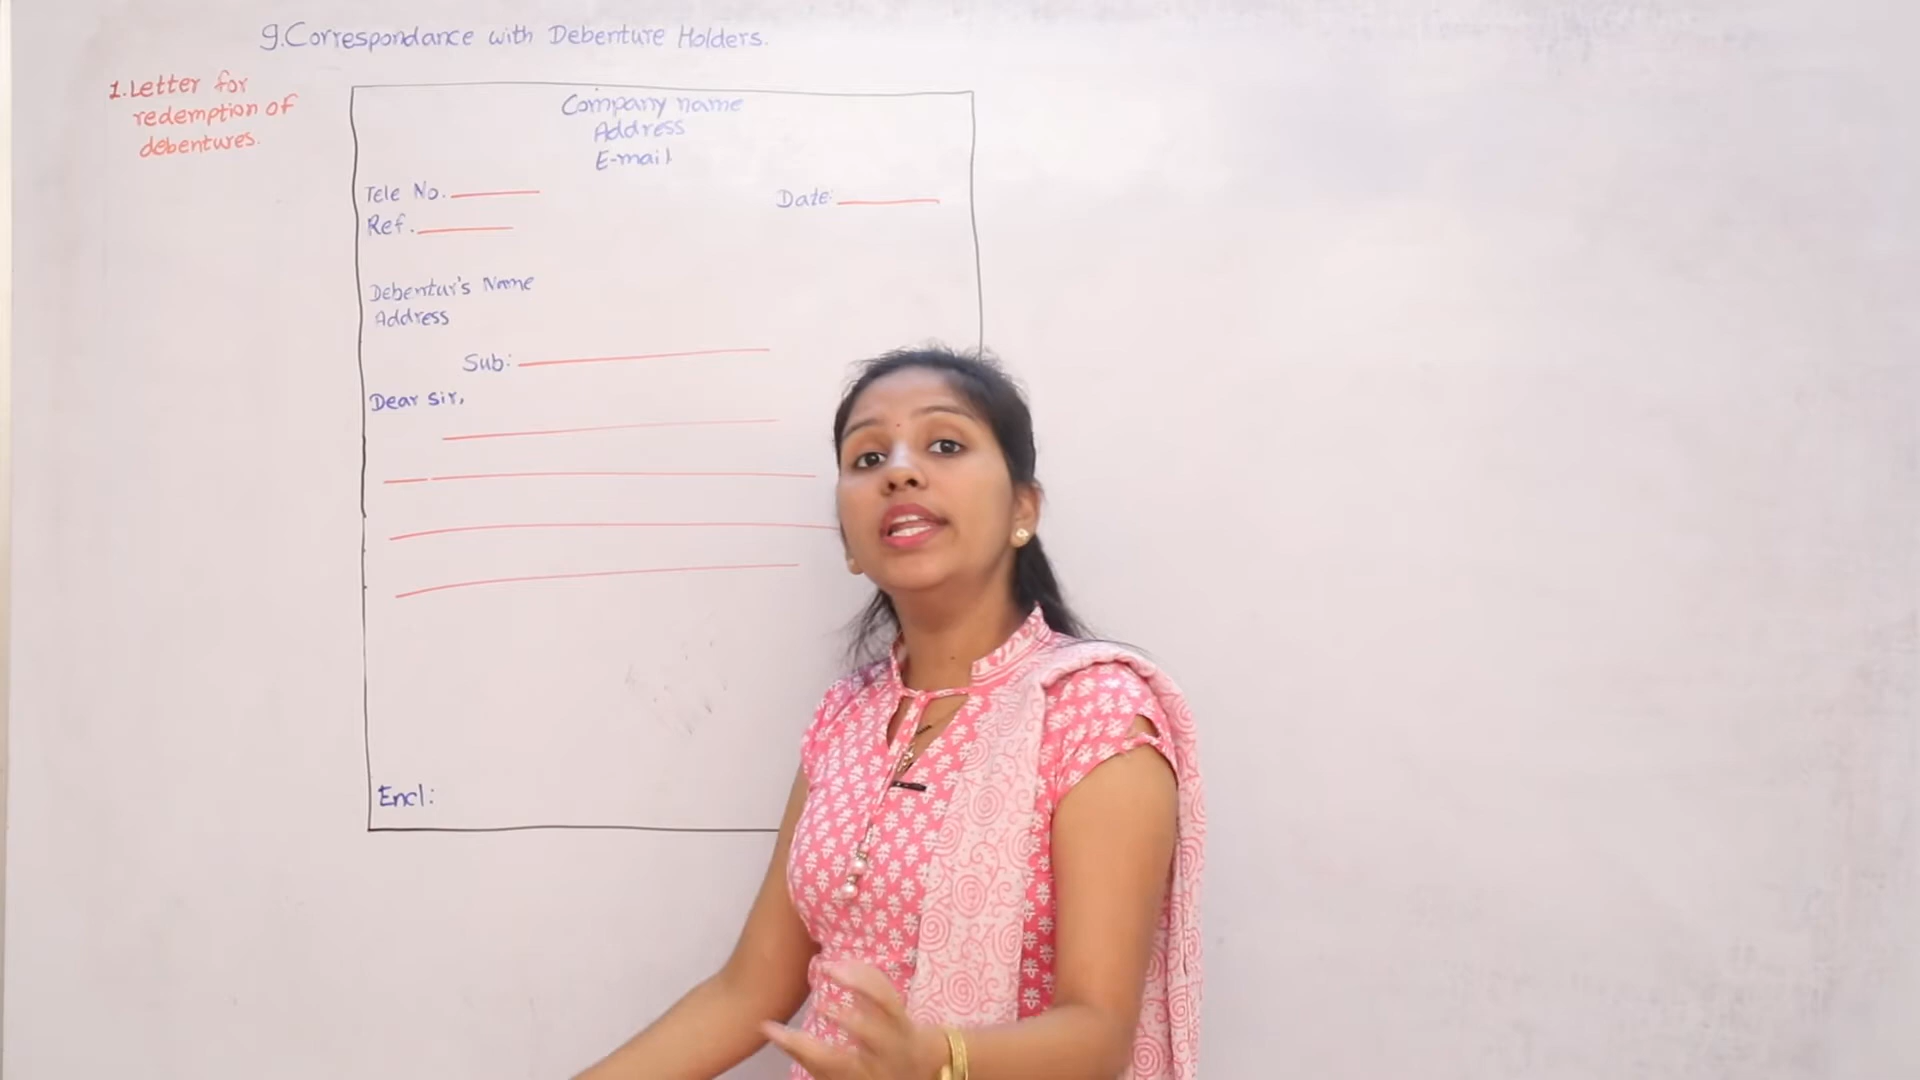 9.Correspondance with Debenture Holders.
1.Letter for
redemption of
debentures.
Company name
Address
E-mail
Tele No.
Date:
Ref.
Debentur's Name
Address
Sub:
Dear Sir,
Encl: